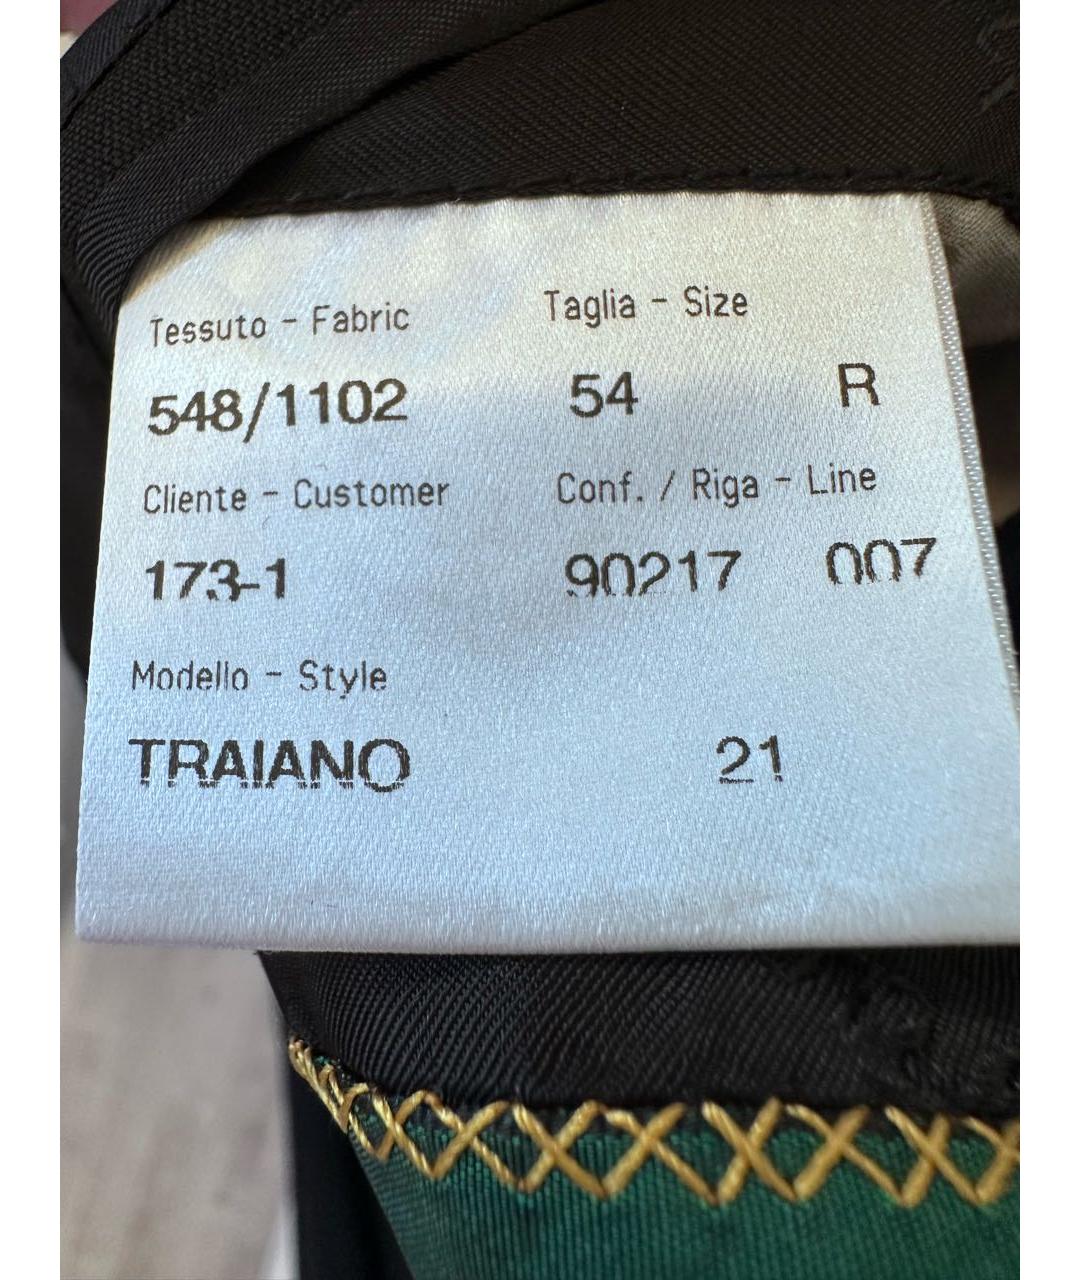 Tessuto - Fabric Taglia - Size
548/1102 54 R
Cliente - Customer Conf. / Riga - Line
173-1 90217 007
Modello - Style
TRAIANO 21